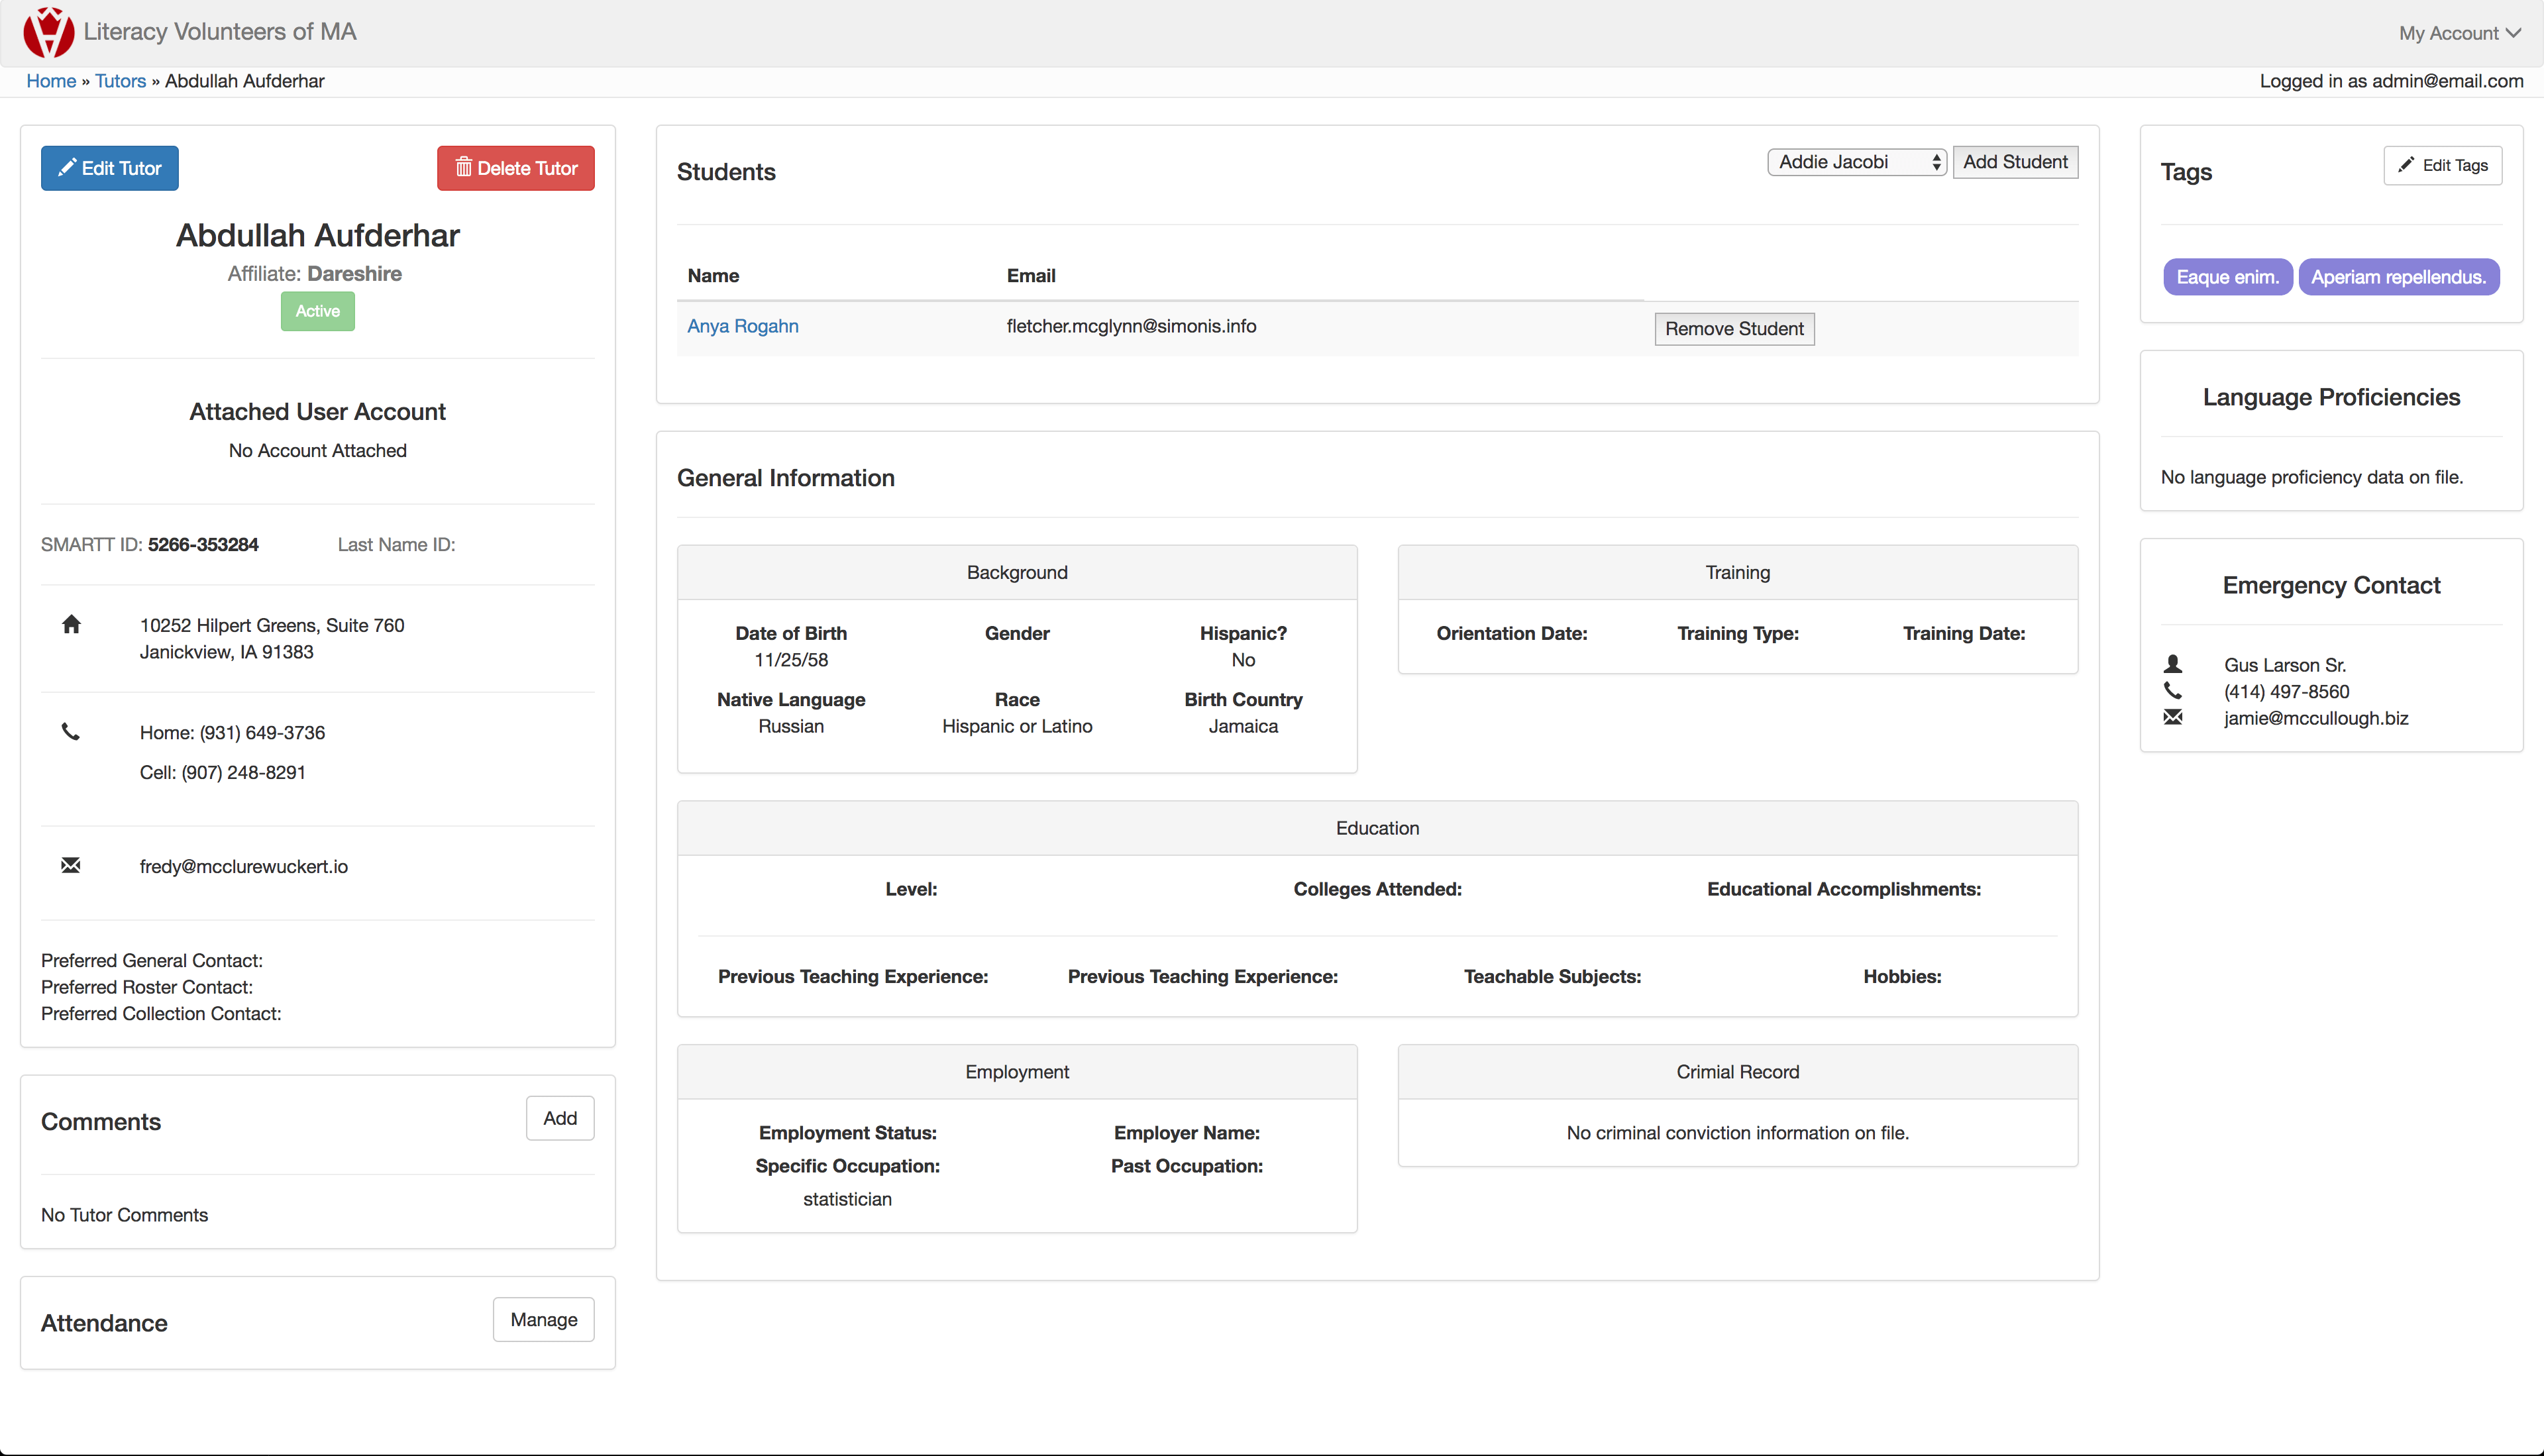 Literacy Volunteers of MA
My Account
Home » Tutors » Abdullah Aufderhar
Logged in as admin@email.com
Edit Tutor
Delete Tutor
Abdullah Aufderhar
Affiliate: Dareshire
Active
Attached User Account
No Account Attached
SMARTT ID: 5266-353284
Last Name ID:
10252 Hilpert Greens, Suite 760
Janickview, IA 91383
Home: (931) 649-3736
Cell: (907) 248-8291
fredy@mcclurewuckert.io
Preferred General Contact:
Preferred Roster Contact:
Preferred Collection Contact:
Comments
Add
No Tutor Comments
Attendance
Manage
Students
Addie Jacobi
Add Student
Name Email
Anya Rogahn fletcher.mcglynn@simonis.info Remove Student
General Information
Background
Date of Birth Gender Hispanic?
11/25/58 No
Native Language Race Birth Country
Russian Hispanic or Latino Jamaica
Training
Orientation Date: Training Type: Training Date:
Education
Level: Colleges Attended: Educational Accomplishments:
Previous Teaching Experience: Previous Teaching Experience: Teachable Subjects: Hobbies:
Employment
Employment Status: Employer Name:
Specific Occupation: Past Occupation:
statistician
Crimial Record
No criminal conviction information on file.
Tags
Edit Tags
Eaque enim. Aperiam repellendus.
Language Proficiencies
No language proficiency data on file.
Emergency Contact
Gus Larson Sr.
(414) 497-8560
jamie@mccullough.biz